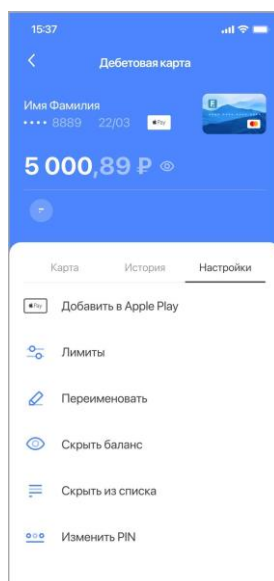 15:37
Дебетовая карта
Имя Фамилия
•••• 8889 22/03 Pay
5 000,89 ₽
Карта История Настройки
Pay Добавить в Apple Play
Лимиты
Переименовать
Скрыть баланс
Скрыть из списка
Изменить PIN